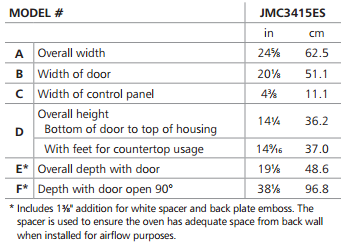 MODEL # JMC3415ES
in cm
A Overall width 24⅝ 62.5
B Width of door 20⅛ 51.1
C Width of control panel 4⅜ 11.1
D Overall height
Bottom of door to top of housing 14¼ 36.2
With feet for countertop usage 14⁹⁄₁₆ 37.0
E* Overall depth with door 19⅛ 48.6
F* Depth with door open 90° 38⅛ 96.8
* Includes 1⅜" addition for white spacer and back plate emboss. The
spacer is used to ensure the oven has adequate space from back wall
when installed for airflow purposes.